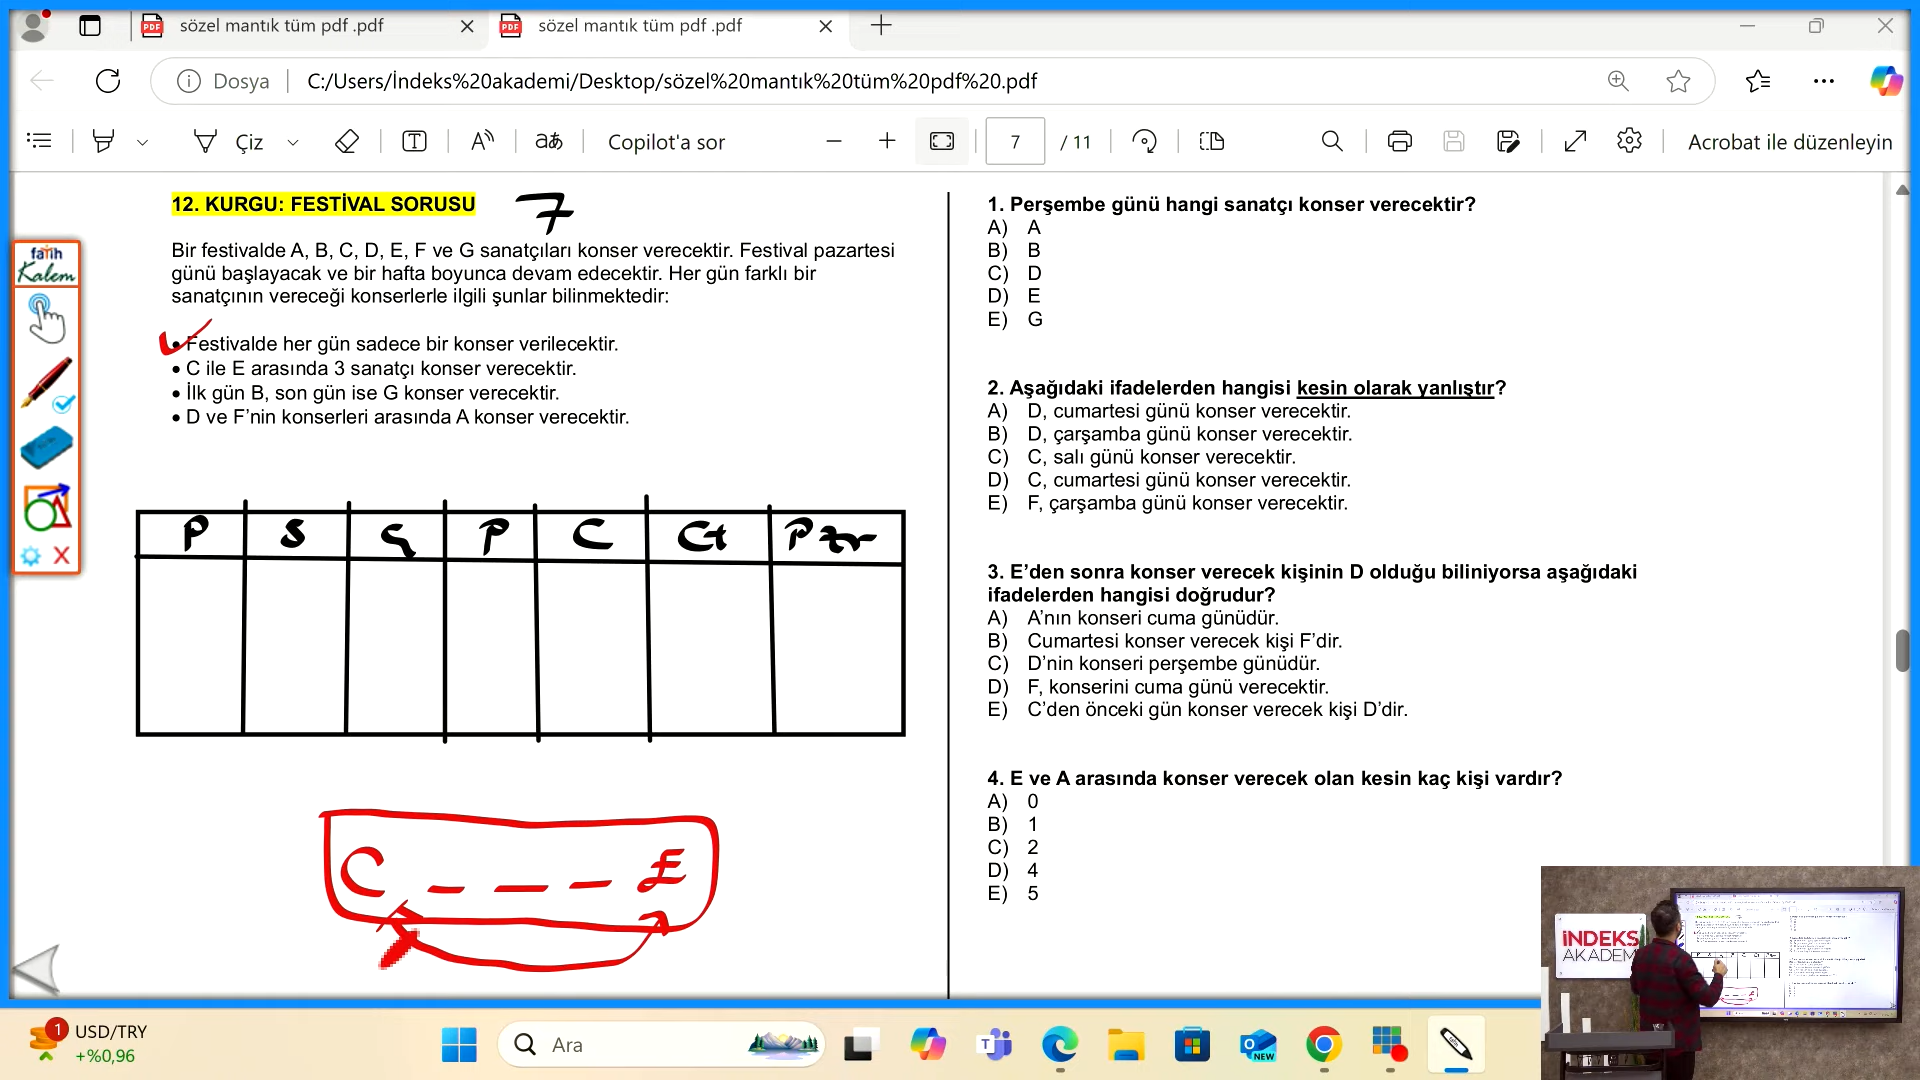 sözel mantık tüm pdf .pdf
sözel mantık tüm pdf .pdf
Dosya
C:/Users/İndeks%20akademi/Desktop/sözel%20mantık%20tüm%20pdf%20.pdf
Çiz
aあ
Copilot'a sor
7
/ 11
Acrobat ile düzenleyin
12. KURGU: FESTİVAL SORUSU
7
Bir festivalde A, B, C, D, E, F ve G sanatçıları konser verecektir. Festival pazartesi
günü başlayacak ve bir hafta boyunca devam edecektir. Her gün farklı bir
sanatçının vereceği konserlerle ilgili şunlar bilinmektedir:
• Festivalde her gün sadece bir konser verilecektir.
• C ile E arasında 3 sanatçı konser verecektir.
• İlk gün B, son gün ise G konser verecektir.
• D ve F’nin konserleri arasında A konser verecektir.
P S Ç P C Ct Pzr
C _ _ _ E
fatih
Kalem
1. Perşembe günü hangi sanatçı konser verecektir?
A) A
B) B
C) D
D) E
E) G
2. Aşağıdaki ifadelerden hangisi kesin olarak yanlıştır?
A) D, cumartesi günü konser verecektir.
B) D, çarşamba günü konser verecektir.
C) C, salı günü konser verecektir.
D) C, cumartesi günü konser verecektir.
E) F, çarşamba günü konser verecektir.
3. E’den sonra konser verecek kişinin D olduğu biliniyorsa aşağıdaki
ifadelerden hangisi doğrudur?
A) A’nın konseri cuma günüdür.
B) Cumartesi konser verecek kişi F’dir.
C) D’nin konseri perşembe günüdür.
D) F, konserini cuma günü verecektir.
E) C’den önceki gün konser verecek kişi D’dir.
4. E ve A arasında konser verecek olan kesin kaç kişi vardır?
A) 0
B) 1
C) 2
D) 4
E) 5
İNDEKS
AKADEM
1
USD/TRY
+%0,96
Ara
NEW